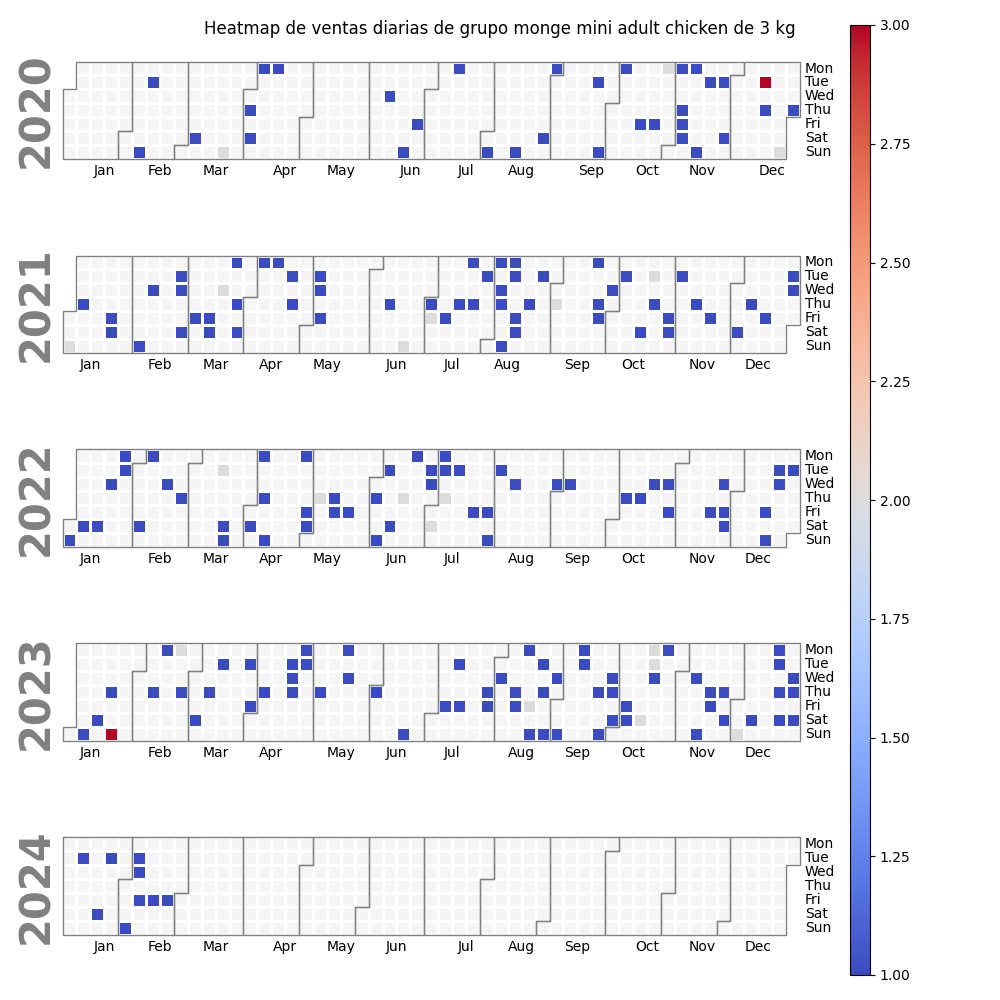 Heatmap de ventas diarias de grupo monge mini adult chicken de 3 kg
2020
Mon
Tue
Wed
Thu
Fri
Sat
Sun
Jan Feb Mar Apr May Jun Jul Aug Sep Oct Nov Dec
2021
Mon
Tue
Wed
Thu
Fri
Sat
Sun
Jan Feb Mar Apr May Jun Jul Aug Sep Oct Nov Dec
2022
Mon
Tue
Wed
Thu
Fri
Sat
Sun
Jan Feb Mar Apr May Jun Jul Aug Sep Oct Nov Dec
2023
Mon
Tue
Wed
Thu
Fri
Sat
Sun
Jan Feb Mar Apr May Jun Jul Aug Sep Oct Nov Dec
2024
Mon
Tue
Wed
Thu
Fri
Sat
Sun
Jan Feb Mar Apr May Jun Jul Aug Sep Oct Nov Dec
3.00
2.75
2.50
2.25
2.00
1.75
1.50
1.25
1.00